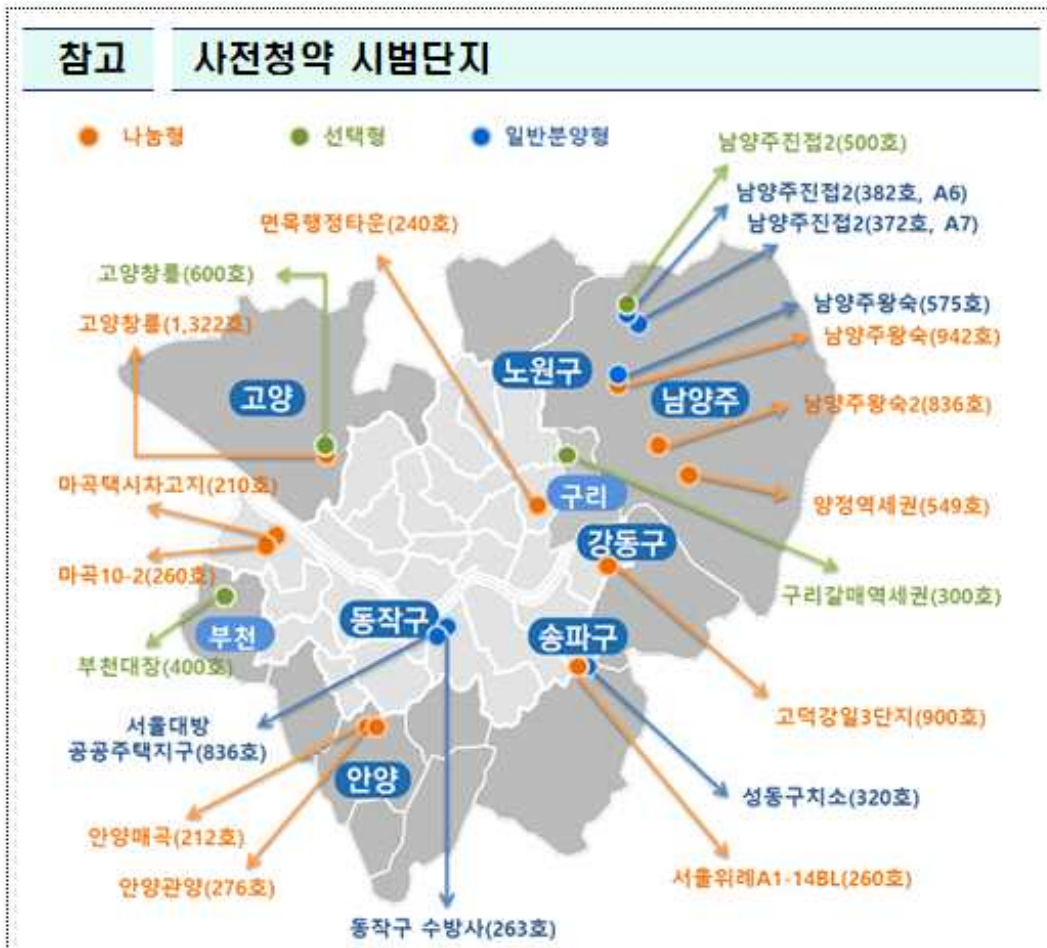 참고 사전청약 시범단지
나눔형 선택형 일반분양형
남양주진접2(500호)
남양주진접2(382호, A6)
남양주진접2(372호, A7)
면목행정타운(240호)
고양창릉(600호)
고양창릉(1,322호)
남양주왕숙(575호)
남양주왕숙(942호)
노원구
고양
남양주
남양주왕숙2(836호)
마곡택시차고지(210호)
구리
양정역세권(549호)
강동구
마곡10-2(260호)
구리갈매역세권(300호)
동작구
송파구
부천
부천대장(400호)
서울대방
공공주택지구(836호)
고덕강일3단지(900호)
안양
성동구치소(320호)
안양매곡(212호)
안양관양(276호)
서울위례A1-14BL(260호)
동작구 수방사(263호)